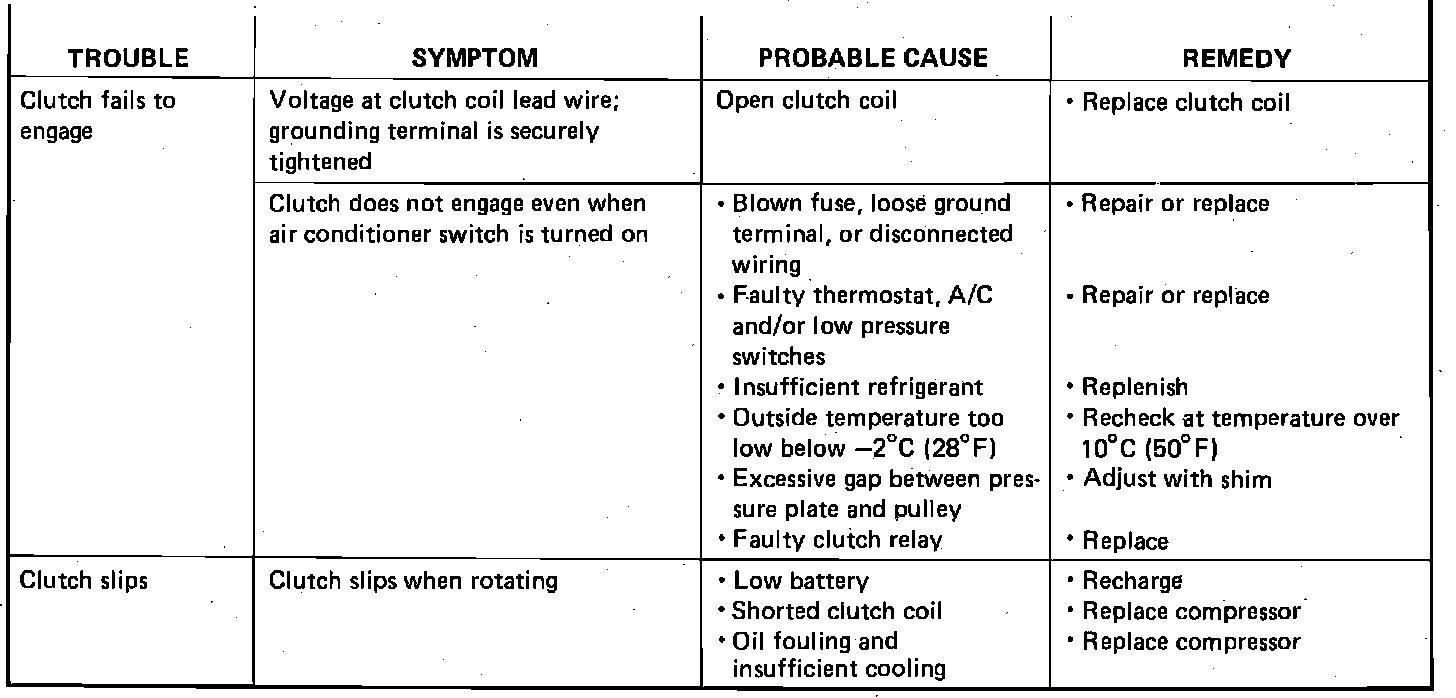 TROUBLE SYMPTOM PROBABLE CAUSE REMEDY
Clutch fails to
engage
Voltage at clutch coil lead wire;
grounding terminal is securely
tightened
Open clutch coil
• Replace clutch coil
Clutch does not engage even when
air conditioner switch is turned on
• Blown fuse, loose ground
terminal, or disconnected
wiring
• Repair or replace
• Faulty thermostat, A/C
and/or low pressure
switches
• Repair or replace
• Insufficient refrigerant
• Replenish
• Outside temperature too
low below −2°C (28°F)
• Recheck at temperature over
10°C (50°F)
• Excessive gap between pres-
sure plate and pulley
• Adjust with shim
• Faulty clutch relay
• Replace
Clutch slips
Clutch slips when rotating
• Low battery
• Recharge
• Shorted clutch coil
• Replace compressor
• Oil fouling and
insufficient cooling
• Replace compressor